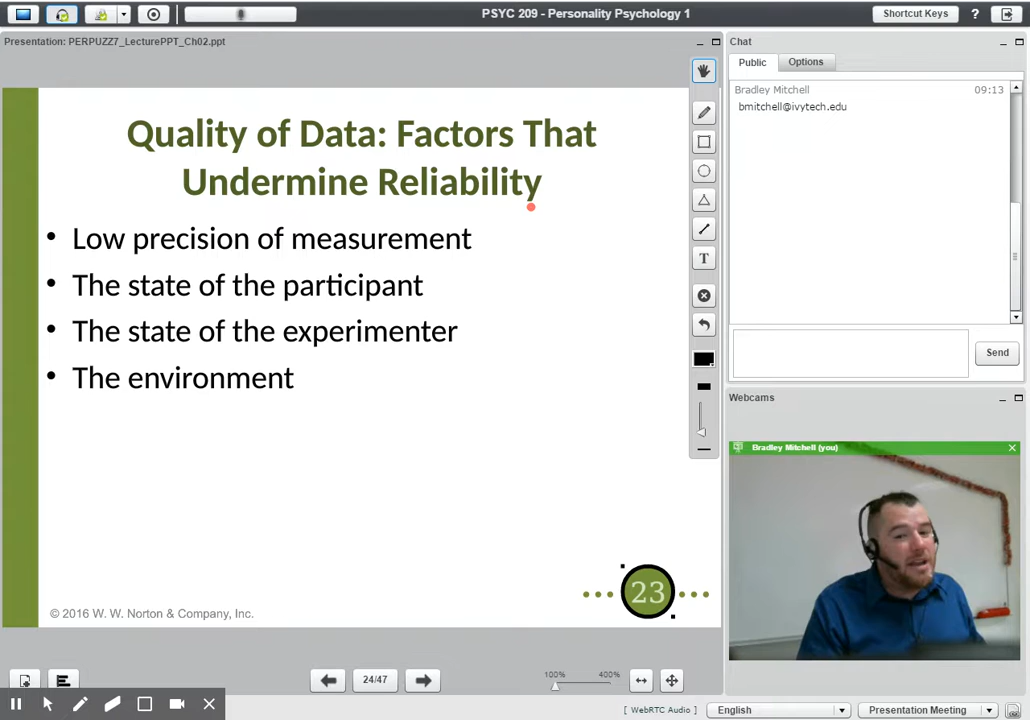 PSYC 209 - Personality Psychology 1
Shortcut Keys
?
Presentation: PERPUZZ7_LecturePPT_Ch02.ppt
Quality of Data: Factors That
Undermine Reliability
• Low precision of measurement
• The state of the participant
• The state of the experimenter
• The environment
23
© 2016 W. W. Norton & Company, Inc.
T
24/47
100%
400%
Chat
Public
Options
Bradley Mitchell
09:13
bmitchell@ivytech.edu
Send
Webcams
Bradley Mitchell (you)
[ WebRTC Audio ]
English
Presentation Meeting